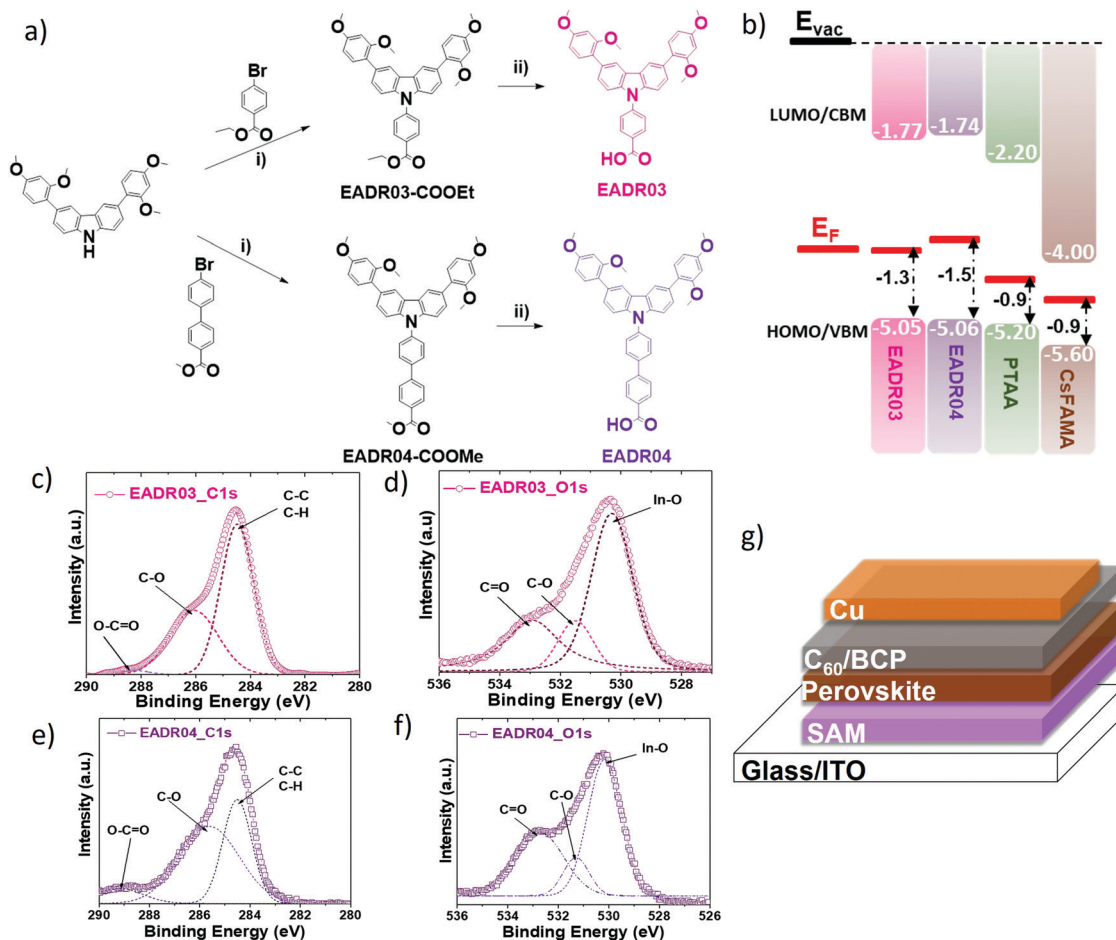 a)
Br
O
O
i)
O
O
O
O
N
H
i)
Br
O
O
O
O
O
O
N
O
O
EADR03-COOEt
ii)
O
O
O
O
N
HO
O
EADR03
O
O
O
O
N
O
O
EADR04-COOMe
ii)
O
O
O
O
N
HO
O
EADR04
b)
Evac
LUMO/CBM
-1.77
-1.74
-2.20
-4.00
EF
-1.3
-1.5
-0.9
-0.9
HOMO/VBM
-5.05
-5.06
-5.20
-5.60
EADR03
EADR04
PTAA
CsFAMA
c)
EADR03_C1s
C-C
C-H
C-O
O-C=O
Intensity (a.u.)
290 288 286 284 282 280
Binding Energy (eV)
d)
EADR03_O1s
In-O
C=O
C-O
Intensity (a.u)
536 534 532 530 528
Binding Energy (eV)
e)
EADR04_C1s
C-C
C-H
C-O
O-C=O
Intensity (a.u.)
290 288 286 284 282 280
Binding Energy (eV)
f)
EADR04_O1s
In-O
C=O
C-O
Intensity (a.u.)
536 534 532 530 528 526
Binding Energy (eV)
g)
Cu
C60/BCP
Perovskite
SAM
Glass/ITO